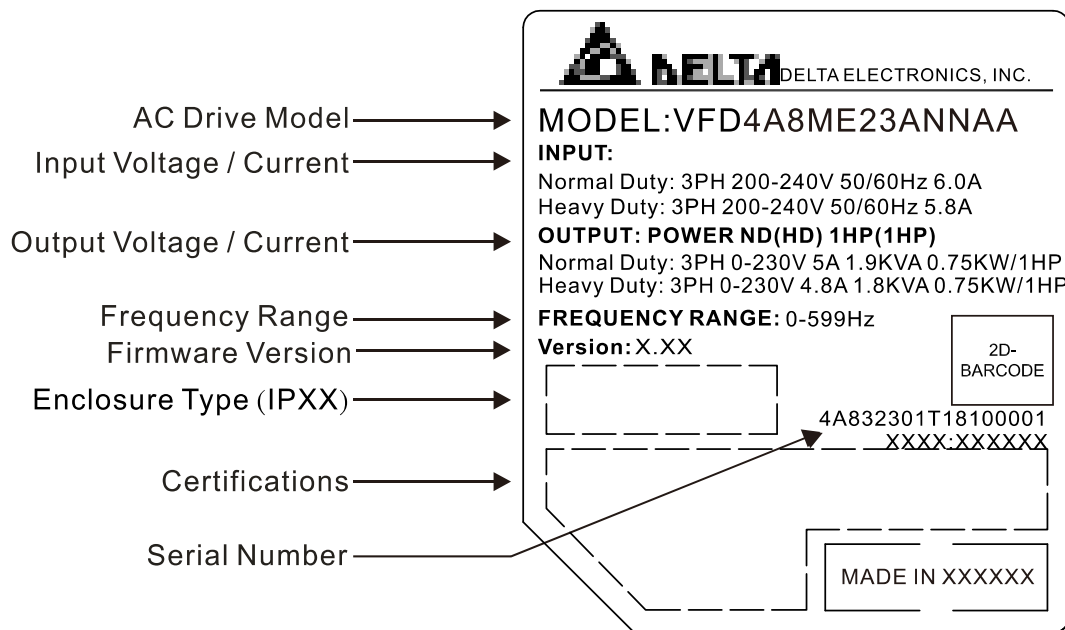 DELTA DELTA ELECTRONICS, INC.
AC Drive Model
MODEL:VFD4A8ME23ANNAA
Input Voltage / Current
INPUT:
Normal Duty: 3PH 200-240V 50/60Hz 6.0A
Heavy Duty: 3PH 200-240V 50/60Hz 5.8A
Output Voltage / Current
OUTPUT: POWER ND(HD) 1HP(1HP)
Normal Duty: 3PH 0-230V 5A 1.9KVA 0.75KW/1HP
Heavy Duty: 3PH 0-230V 4.8A 1.8KVA 0.75KW/1HP
Frequency Range
FREQUENCY RANGE: 0-599Hz
Firmware Version
Version: X.XX
2D-
BARCODE
Enclosure Type (IPXX)
4A832301T18100001
XXXX:XXXXXX
Certifications
Serial Number
MADE IN XXXXXX